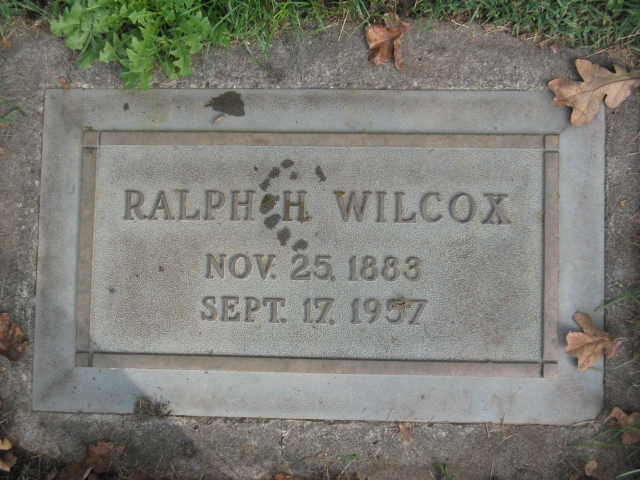 RALPH H. WILCOX
NOV. 25, 1883
SEPT. 17, 1957